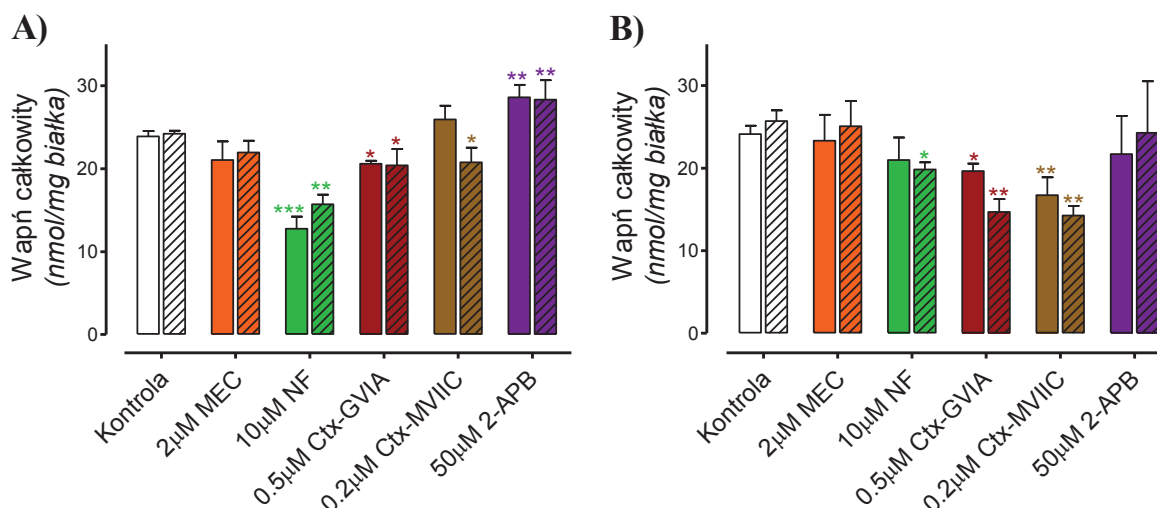 A)
Wapń całkowity
(nmol/mg białka)
30
20
10
0
***
**
*
*
*
**
**
Kontrola
2μM MEC
10μM NF
0.5μM Ctx-GVIA
0.2μM Ctx-MVIIC
50μM 2-APB
B)
Wapń całkowity
(nmol/mg białka)
30
20
10
0
*
*
**
**
**
Kontrola
2μM MEC
10μM NF
0.5μM Ctx-GVIA
0.2μM Ctx-MVIIC
50μM 2-APB